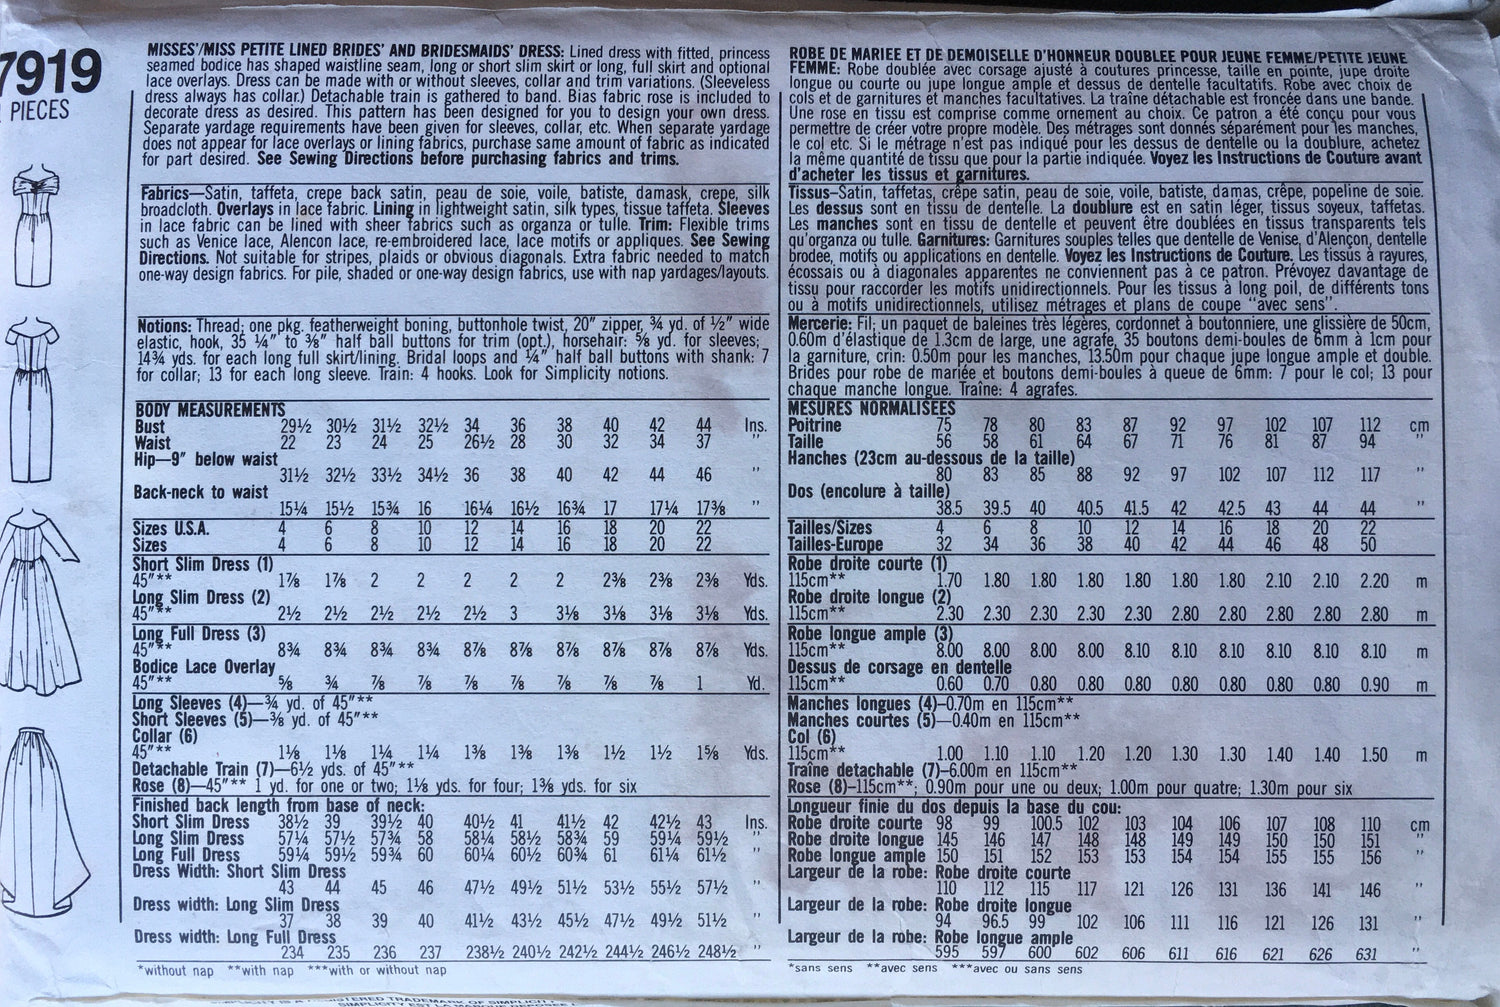 7919
PIECES
MISSES'/MISS PETITE LINED BRIDES' AND BRIDESMAIDS' DRESS: Lined dress with fitted, princess
seamed bodice has shaped waistline seam, long or short slim skirt or long, full skirt and optional
lace overlays. Dress can be made with or without sleeves, collar and trim variations. (Sleeveless
dress always has collar.) Detachable train is gathered to band. Bias fabric rose is included to
decorate dress as desired. This pattern has been designed for you to design your own dress.
Separate yardage requirements have been given for sleeves, collar, etc. When separate yardage
does not appear for lace overlays or lining fabrics, purchase same amount of fabric as indicated
for part desired. See Sewing Directions before purchasing fabrics and trims.
Fabrics—Satin, taffeta, crepe back satin, peau de soie, voile, batiste, damask, crepe, silk
broadcloth. Overlays in lace fabric. Lining in lightweight satin, silk types, tissue taffeta. Sleeves
in lace fabric can be lined with sheer fabrics such as organza or tulle. Trim: Flexible trims
such as Venice lace, Alencon lace, re-embroidered lace, lace motifs or appliques. See Sewing
Directions. Not suitable for stripes, plaids or obvious diagonals. Extra fabric needed to match
one-way design fabrics. For pile, shaded or one-way design fabrics, use with nap yardages/layouts.
Notions: Thread; one pkg. featherweight boning, buttonhole twist, 20" zipper, ¾ yd. of ½" wide
elastic, hook, 35 ¼" to ⅜" half ball buttons for trim (opt.), horsehair: ⅝ yd. for sleeves;
14¾ yds. for each long full skirt/lining. Bridal loops and ¼" half ball buttons with shank: 7
for collar; 13 for each long sleeve. Train: 4 hooks. Look for Simplicity notions.
BODY MEASUREMENTS
Bust 29½ 30½ 31½ 32½ 34 36 38 40 42 44 Ins.
Waist 22 23 24 25 26½ 28 30 32 34 37 "
Hip—9" below waist
31½ 32½ 33½ 34½ 36 38 40 42 44 46 "
Back-neck to waist
15¼ 15½ 15¾ 16 16¼ 16½ 16¾ 17 17¼ 17⅜ "
Sizes U.S.A. 4 6 8 10 12 14 16 18 20 22
Sizes 4 6 8 10 12 14 16 18 20 22
Short Slim Dress (1)
45"** 1⅞ 1⅞ 2 2 2 2 2 2⅜ 2⅜ 2⅜ Yds.
Long Slim Dress (2)
45"** 2½ 2½ 2½ 2½ 2½ 3 3⅛ 3⅛ 3⅛ 3⅛ Yds.
Long Full Dress (3)
45"** 8¾ 8¾ 8¾ 8¾ 8⅞ 8⅞ 8⅞ 8⅞ 8⅞ 8⅞ Yds.
Bodice Lace Overlay
45"** ⅝ ¾ ⅞ ⅞ ⅞ ⅞ ⅞ ⅞ ⅞ 1 Yd.
Long Sleeves (4)—¾ yd. of 45"**
Short Sleeves (5)—⅜ yd. of 45"**
Collar (6)
45"** 1⅛ 1⅛ 1¼ 1¼ 1⅜ 1⅜ 1⅜ 1½ 1½ 1⅝ Yds.
Detachable Train (7)—6½ yds. of 45"**
Rose (8)—45"** 1 yd. for one or two; 1⅛ yds. for four; 1⅜ yds. for six
Finished back length from base of neck:
Short Slim Dress 38½ 39 39½ 40 40½ 41 41½ 42 42½ 43 Ins.
Long Slim Dress 57¼ 57½ 57¾ 58 58¼ 58½ 58¾ 59 59¼ 59½ "
Long Full Dress 59¼ 59½ 59¾ 60 60¼ 60½ 60¾ 61 61¼ 61½ "
Dress Width: Short Slim Dress
43 44 45 46 47½ 49½ 51½ 53½ 55½ 57½ "
Dress width: Long Slim Dress
37 38 39 40 41½ 43½ 45½ 47½ 49½ 51½ "
Dress width: Long Full Dress
234 235 236 237 238½ 240½ 242½ 244½ 246½ 248½ "
*without nap **with nap ***with or without nap
ROBE DE MARIEE ET DE DEMOISELLE D'HONNEUR DOUBLEE POUR JEUNE FEMME/PETITE JEUNE
FEMME: Robe doublée avec corsage ajusté à coutures princesse, taille en pointe, jupe droite
longue ou courte ou jupe longue ample et dessus de dentelle facultatifs. Robe avec choix de
cols et de garnitures et manches facultatives. La traîne détachable est froncée dans une bande.
Une rose en tissu est comprise comme ornement au choix. Ce patron a été conçu pour vous
permettre de créer votre propre modèle. Des métrages sont donnés séparément pour les manches,
le col etc. Si le métrage n'est pas indiqué pour les dessus de dentelle ou la doublure, achetez
la même quantité de tissu que pour la partie indiquée. Voyez les Instructions de Couture avant
d'acheter les tissus et garnitures.
Tissus—Satin, taffetas, crêpe satin, peau de soie, voile, batiste, damas, crêpe, popeline de soie.
Les dessus sont en tissu de dentelle. La doublure est en satin léger, tissus soyeux, taffetas.
Les manches sont en tissu de dentelle et peuvent être doublées en tissus transparents tels
qu'organza ou tulle. Garnitures: Garnitures souples telles que dentelle de Venise, d'Alençon, dentelle
brodée, motifs ou applications en dentelle. Voyez les Instructions de Couture. Les tissus à rayures,
écossais ou à diagonales apparentes ne conviennent pas à ce patron. Prévoyez davantage de
tissu pour raccorder les motifs unidirectionnels. Pour les tissus à long poil, de différents tons
ou à motifs unidirectionnels, utilisez métrages et plans de coupe "avec sens".
Mercerie: Fil; un paquet de baleines très légères, cordonnet à boutonniere, une glissière de 50cm,
0.60m d'élastique de 1.3cm de large, une agrafe, 35 boutons demi-boules de 6mm à 1cm pour
la garniture, crin: 0.50m pour les manches, 13.50m pour chaque jupe longue ample et double.
Brides pour robe de mariée et boutons demi-boules à queue de 6mm: 7 pour le col; 13 pour
chaque manche longue. Traîne: 4 agrafes.
MESURES NORMALISEES
Poitrine 75 78 80 83 87 92 97 102 107 112 cm
Taille 56 58 61 64 67 71 76 81 87 94 "
Hanches (23cm au-dessous de la taille)
80 83 85 88 92 97 102 107 112 117 "
Dos (encolure à taille)
38.5 39.5 40 40.5 41.5 42 42.5 43 44 44 "
Tailles/Sizes 4 6 8 10 12 14 16 18 20 22
Tailles-Europe 32 34 36 38 40 42 44 46 48 50
Robe droite courte (1)
115cm** 1.70 1.80 1.80 1.80 1.80 1.80 1.80 2.10 2.10 2.20 m
Robe droite longue (2)
115cm** 2.30 2.30 2.30 2.30 2.30 2.80 2.80 2.80 2.80 2.80 m
Robe longue ample (3)
115cm** 8.00 8.00 8.00 8.00 8.10 8.10 8.10 8.10 8.10 8.10 m
Dessus de corsage en dentelle
115cm** 0.60 0.70 0.80 0.80 0.80 0.80 0.80 0.80 0.80 0.90 m
Manches longues (4)—0.70m en 115cm**
Manches courtes (5)—0.40m en 115cm**
Col (6)
115cm** 1.00 1.10 1.10 1.20 1.20 1.30 1.30 1.40 1.40 1.50 m
Traîne detachable (7)—6.00m en 115cm**
Rose (8)—115cm**; 0.90m pour une ou deux; 1.00m pour quatre; 1.30m pour six
Longueur finie du dos depuis la base du cou:
Robe droite courte 98 99 100.5 102 103 104 106 107 108 110 cm
Robe droite longue 145 146 147 148 148 149 149 150 150 151 "
Robe longue ample 150 151 152 153 153 154 154 155 155 156 "
Largeur de la robe: Robe droite courte
110 112 115 117 121 126 131 136 141 146 "
Largeur de la robe: Robe droite longue
94 96.5 99 102 106 111 116 121 126 131 "
Largeur de la robe: Robe longue ample
595 597 600 602 606 611 616 621 626 631 "
*sans sens **avec sens ***avec ou sans sens